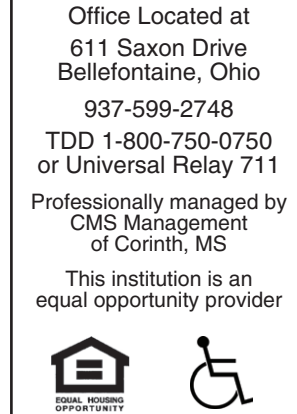 Office Located at
611 Saxon Drive
Bellefontaine, Ohio
937-599-2748
TDD 1-800-750-0750
or Universal Relay 711
Professionally managed by
CMS Management
of Corinth, MS
This institution is an
equal opportunity provider
EQUAL HOUSING
OPPORTUNITY